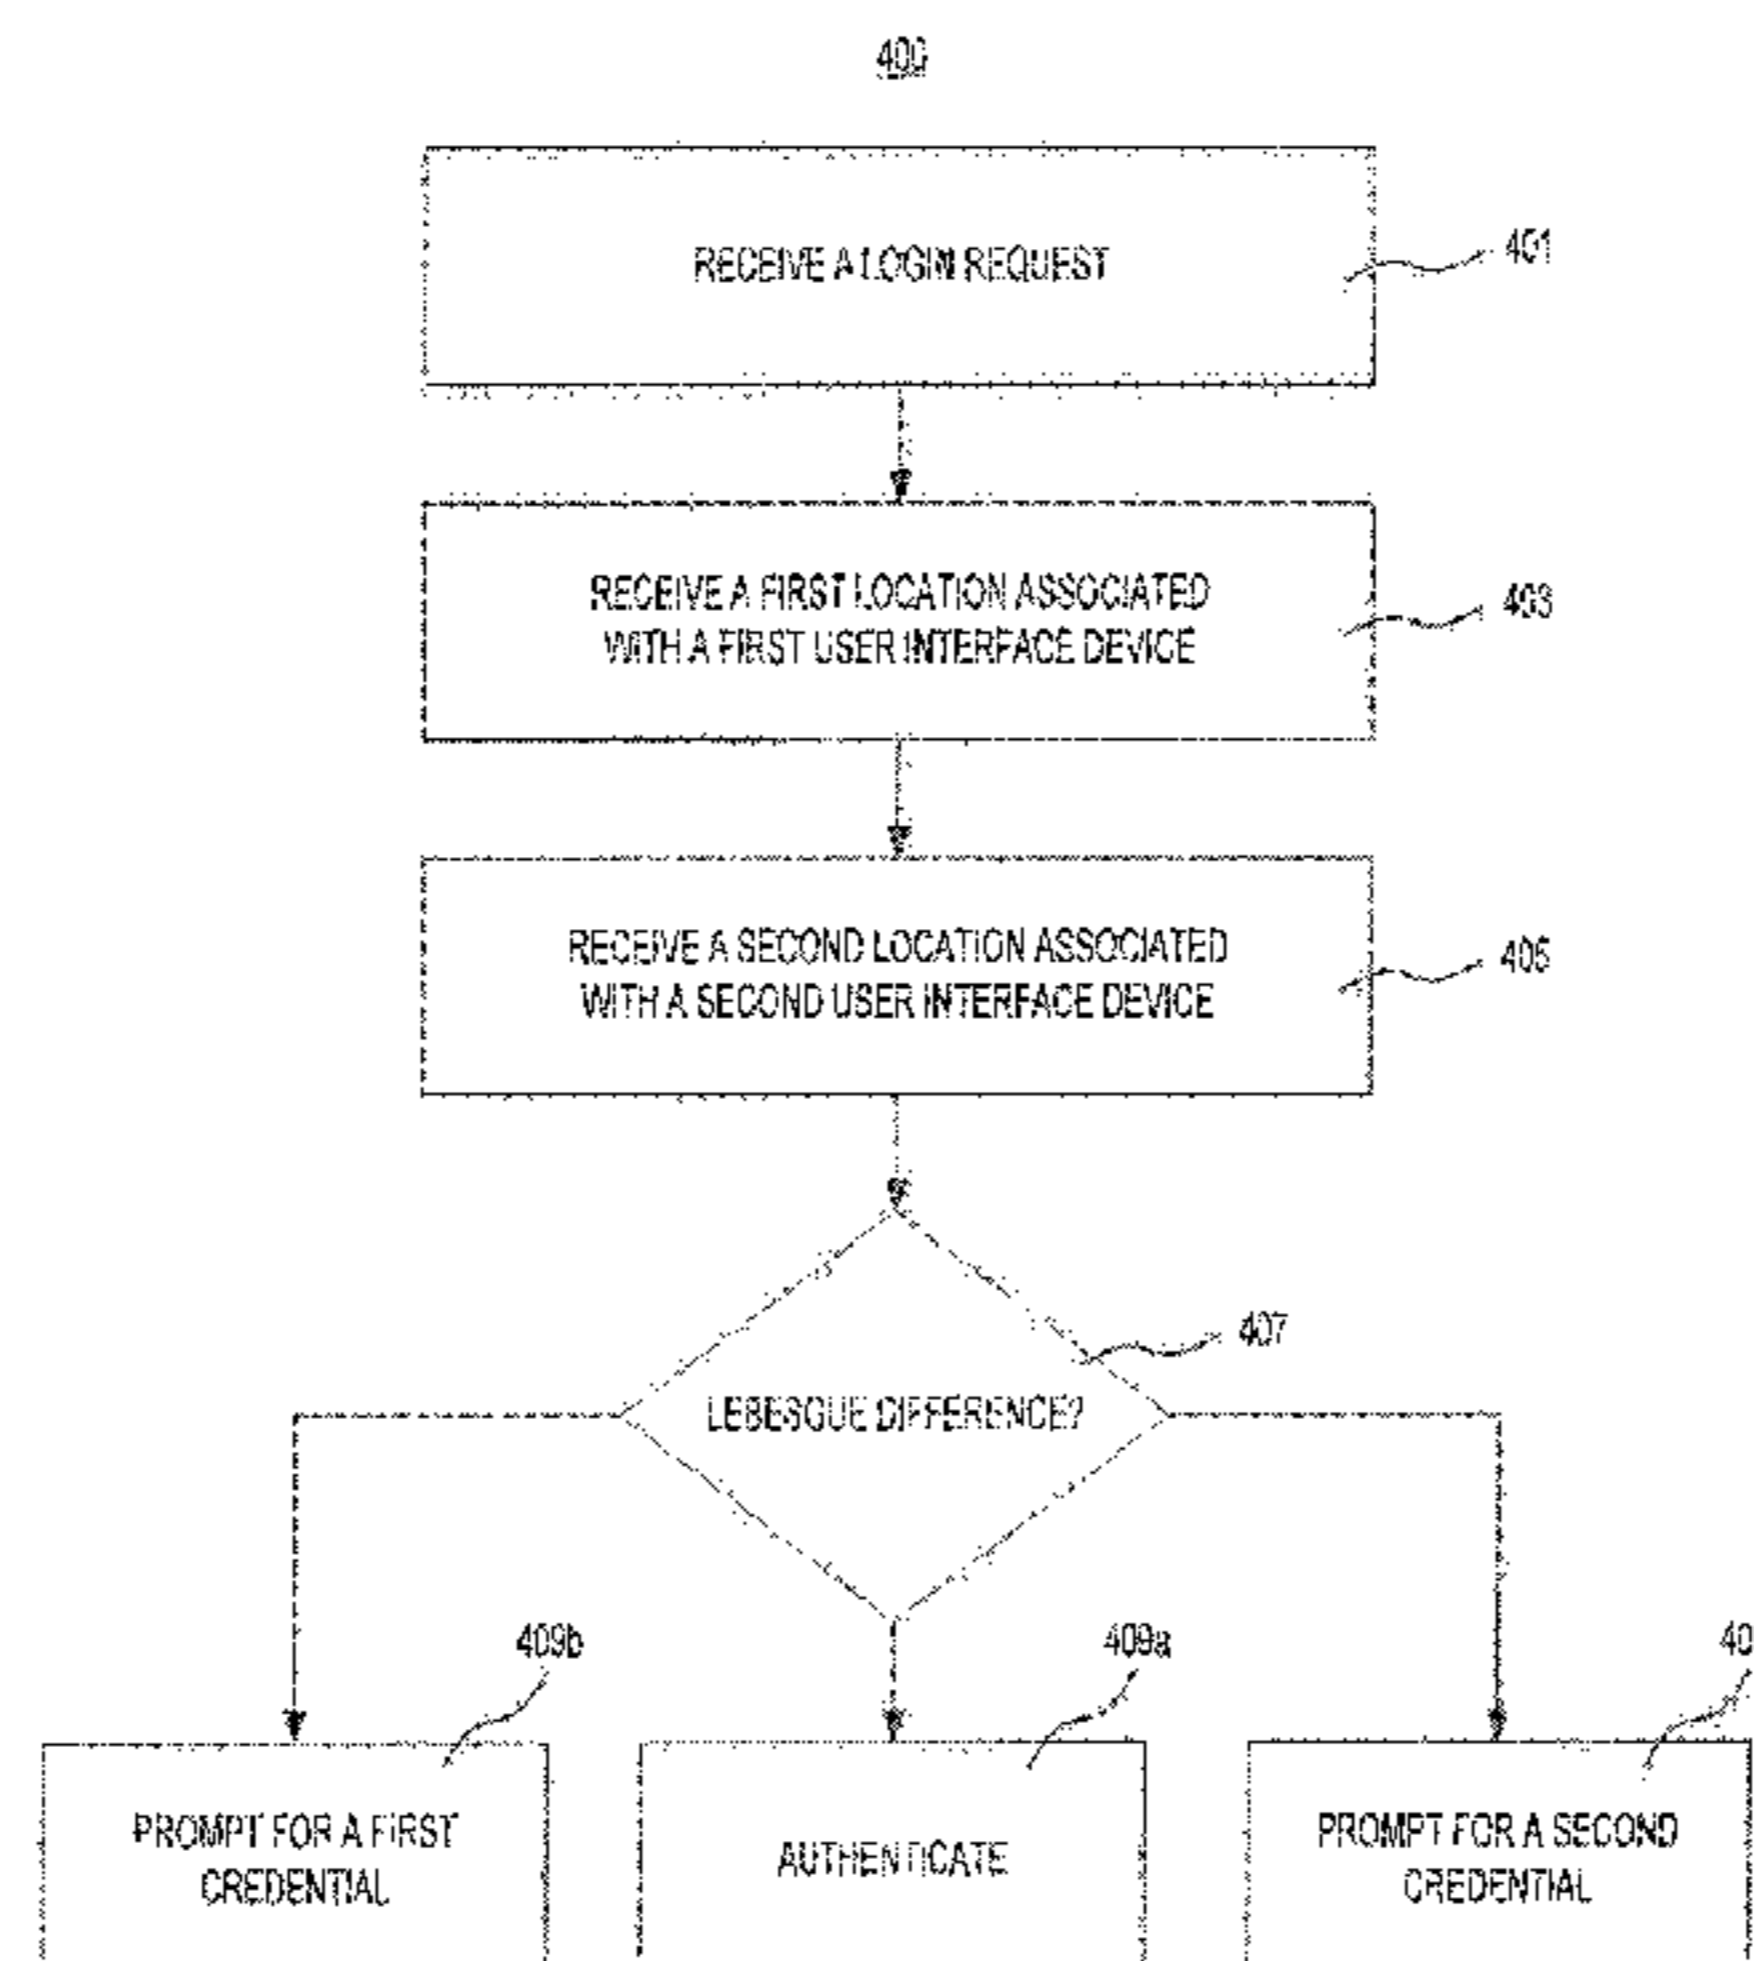 400
RECEIVE A LOGIN REQUEST
401
RECEIVE A FIRST LOCATION ASSOCIATED
WITH A FIRST USER INTERFACE DEVICE
403
RECEIVE A SECOND LOCATION ASSOCIATED
WITH A SECOND USER INTERFACE DEVICE
405
407
LEBESGUE DIFFERENCE?
409b
409a
40
PROMPT FOR A FIRST
CREDENTIAL
AUTHENTICATE
PROMPT FOR A SECOND
CREDENTIAL